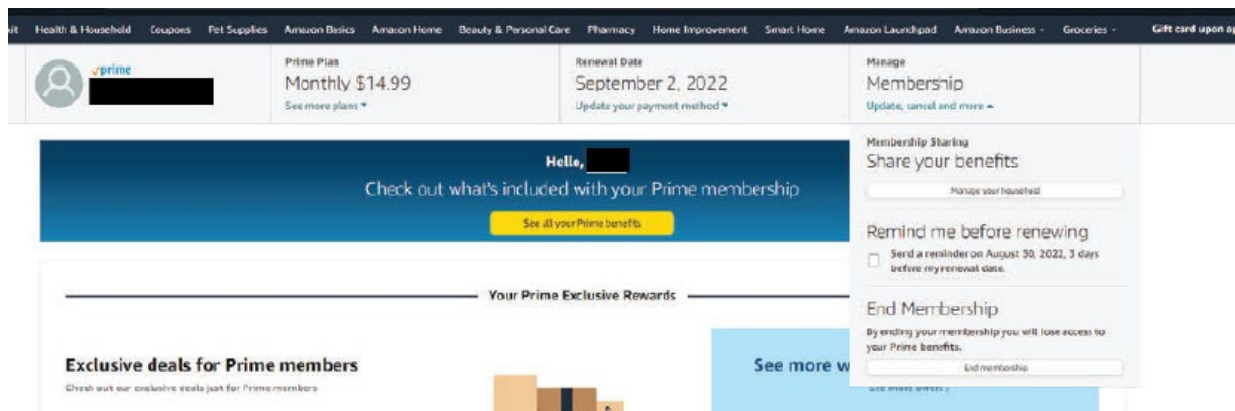 Health & Household Coupons Pet Supplies Amazon Basics Amazon Home Beauty & Personal Care Pharmacy Home Improvement Smart Home Amazon Launchpad Amazon Business Groceries Gift card upon
prime
Prime Plan
Monthly $14.99
See more plans
Renewal Date
September 2, 2022
Update your payment method
Manage
Membership
Update, cancel and more
Hello,
Check out what's included with your Prime membership
See all your Prime benefits
Membership Sharing
Share your benefits
Manage your household
Remind me before renewing
Send a reminder on August 30, 2022, 3 days
before my renewal date.
End Membership
By ending your membership you will lose access to
your Prime benefits.
End membership
Your Prime Exclusive Rewards
Exclusive deals for Prime members
Check out our exclusive deals just for Prime members
See more w